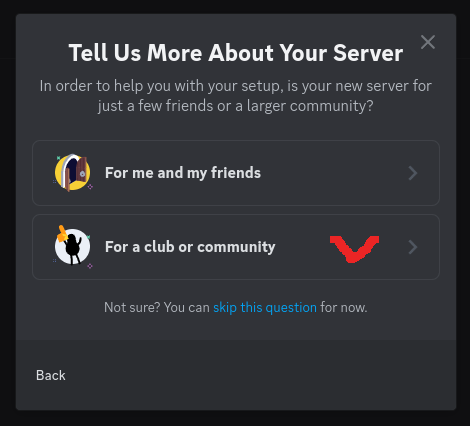 Tell Us More About Your Server
In order to help you with your setup, is your new server for
just a few friends or a larger community?
For me and my friends
For a club or community
Not sure? You can skip this question for now.
Back